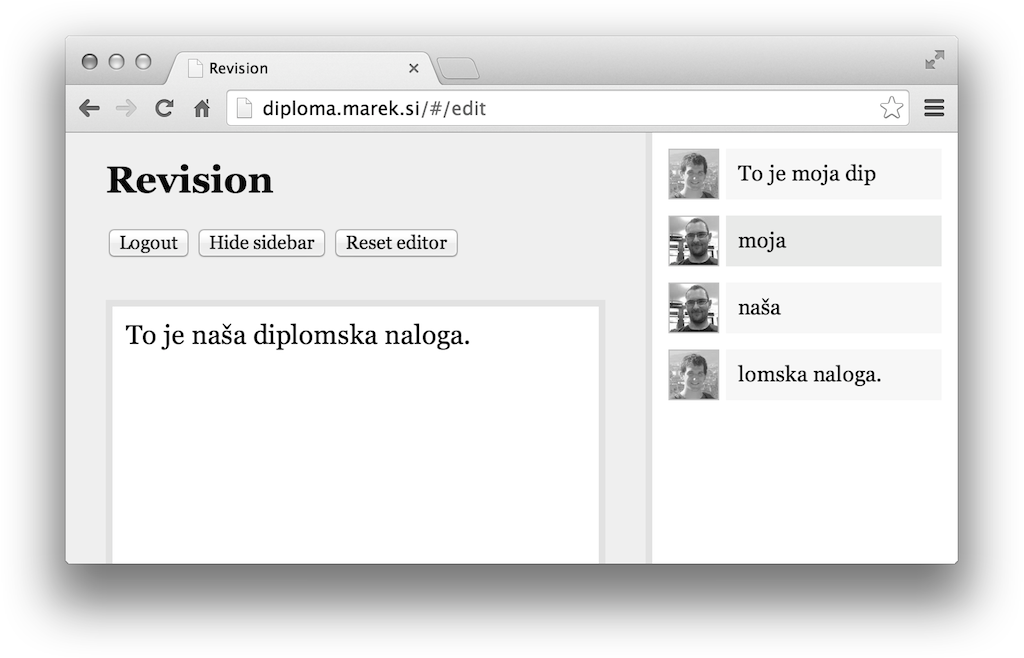 Revision
diploma.marek.si/#/edit
Revision
Logout Hide sidebar Reset editor
To je naša diplomska naloga.
To je moja dip
moja
naša
lomska naloga.